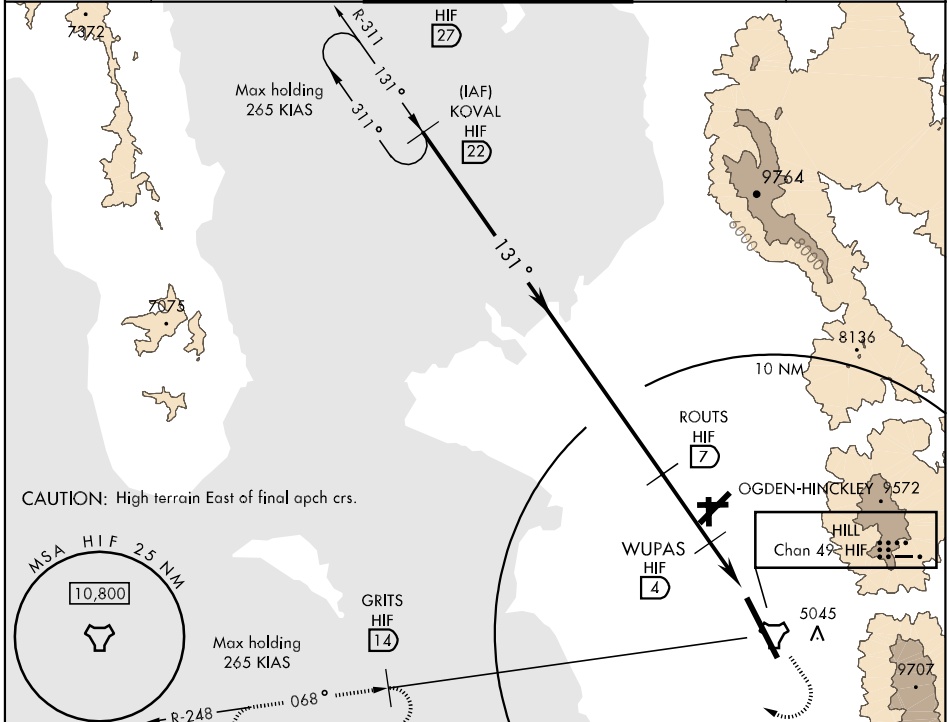 7372
R-311
HIF
27
131°
Max holding
265 KIAS
311°
(IAF)
KOVAL
HIF
22
9764
6000
8000
131°
7075
8136
10 NM
ROUTS
HIF
7
CAUTION: High terrain East of final apch crs.
OGDEN-HINCKLEY
9572
HILL
Chan 49 HIF
MSA HIF 25 NM
10,800
WUPAS
HIF
4
GRITS
HIF
14
5045
Max holding
265 KIAS
9707
068°
R-248